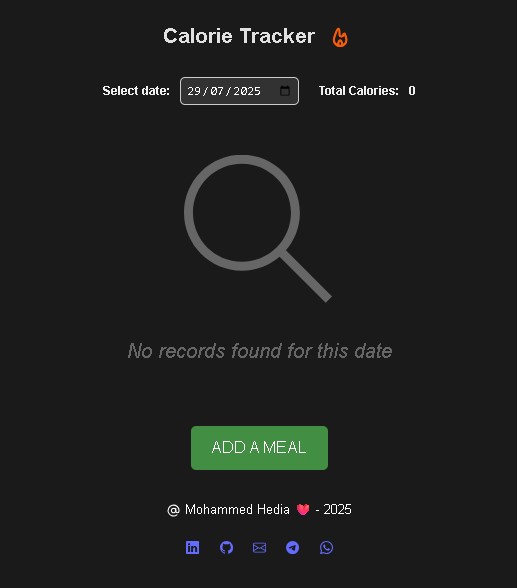 Calorie Tracker
Select date: 29/07/2025 Total Calories: 0
No records found for this date
ADD A MEAL
@ Mohammed Hedia 💗 - 2025